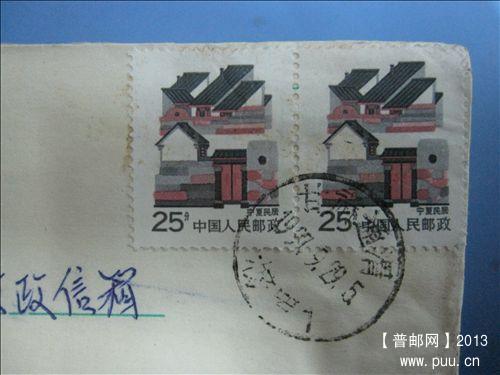 宁夏民居
25分 中国人民邮政
宁夏民居
25分 中国人民邮政
政信箱
【普邮网】2013
www.puu.cn